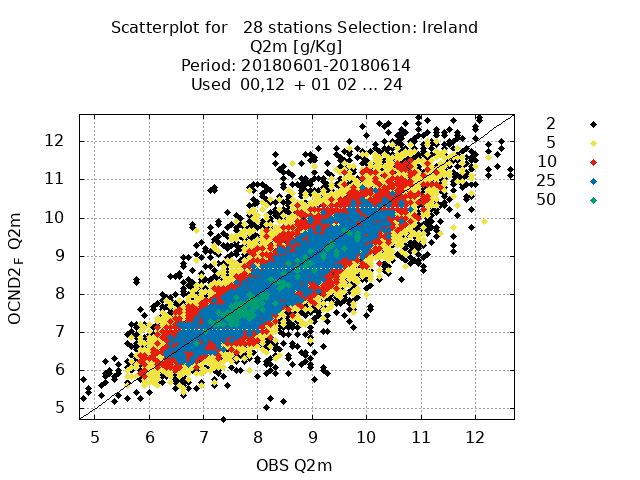 Scatterplot for 28 stations Selection: Ireland
Q2m [g/Kg]
Period: 20180601-20180614
Used 00,12 + 01 02 ... 24
2
5
10
25
50
12
11
10
9
8
7
6
5
OCND2_F Q2m
5 6 7 8 9 10 11 12
OBS Q2m